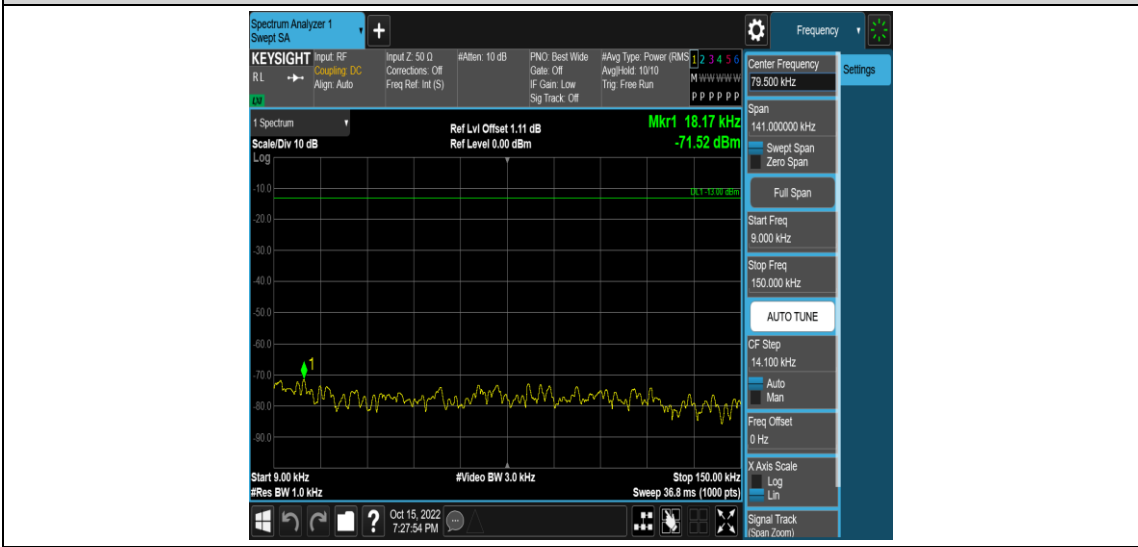 Spectrum Analyzer 1
Swept SA
+
Frequency
KEYSIGHT
RL
LXI
Input: RF
Coupling: DC
Align: Auto
Input Z: 50 Ω
Corrections: Off
Freq Ref: Int (S)
#Atten: 10 dB
PNO: Best Wide
Gate: Off
IF Gain: Low
Sig Track: Off
#Avg Type: Power (RMS
Avg|Hold: 10/10
Trig: Free Run
1 2 3 4 5 6
M W W W W W
P P P P P P
Center Frequency
79.500 kHz
Settings
Span
141.000000 kHz
Swept Span
Zero Span
Full Span
Start Freq
9.000 kHz
Stop Freq
150.000 kHz
AUTO TUNE
CF Step
14.100 kHz
Auto
Man
Freq Offset
0 Hz
X Axis Scale
Log
Lin
Signal Track
(Span Zoom)
1 Spectrum
Scale/Div 10 dB
Log
Ref Lvl Offset 1.11 dB
Ref Level 0.00 dBm
Mkr1 18.17 kHz
-71.52 dBm
DL1 -13.00 dBm
-10.0
-20.0
-30.0
-40.0
-50.0
-60.0
-70.0
-80.0
-90.0
1
Start 9.00 kHz
#Video BW 3.0 kHz
Stop 150.00 kHz
#Res BW 1.0 kHz
Sweep 36.8 ms (1000 pts)
?
Oct 15, 2022
7:27:54 PM